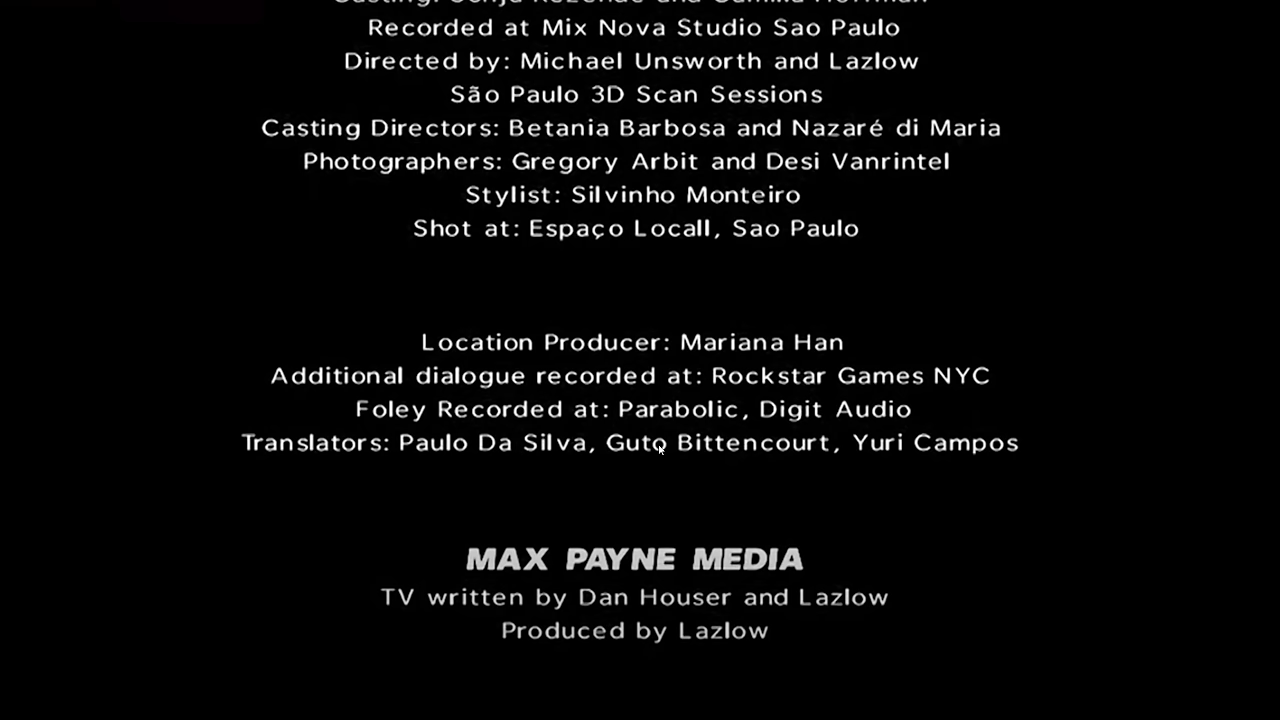 Recorded at Mix Nova Studio Sao Paulo
Directed by: Michael Unsworth and Lazlow
São Paulo 3D Scan Sessions
Casting Directors: Betania Barbosa and Nazaré di Maria
Photographers: Gregory Arbit and Desi Vanrintel
Stylist: Silvinho Monteiro
Shot at: Espaço Locall, Sao Paulo
Location Producer: Mariana Han
Additional dialogue recorded at: Rockstar Games NYC
Foley Recorded at: Parabolic, Digit Audio
Translators: Paulo Da Silva, Guto Bittencourt, Yuri Campos
MAX PAYNE MEDIA
TV written by Dan Houser and Lazlow
Produced by Lazlow